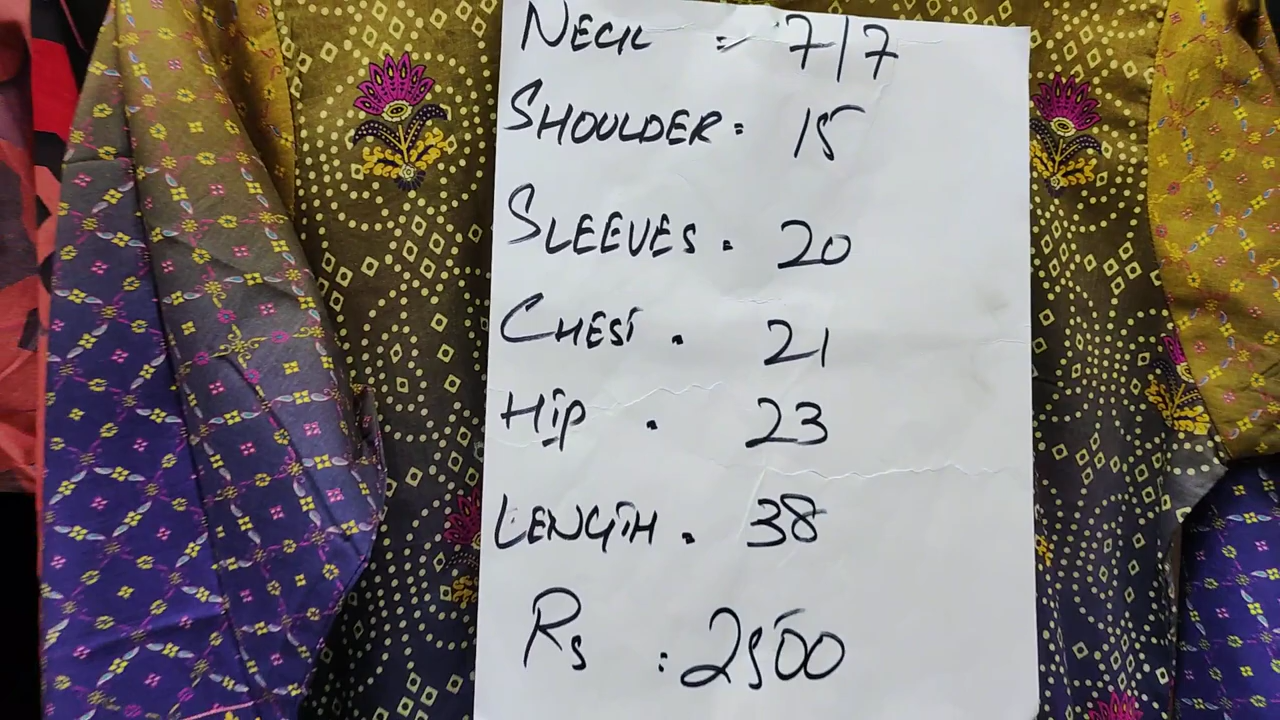 NECK : 7/7
SHOULDER : 15
SLEEVES . 20
CHEST . 21
HiP . 23
LENGTH . 38
Rs : 2500